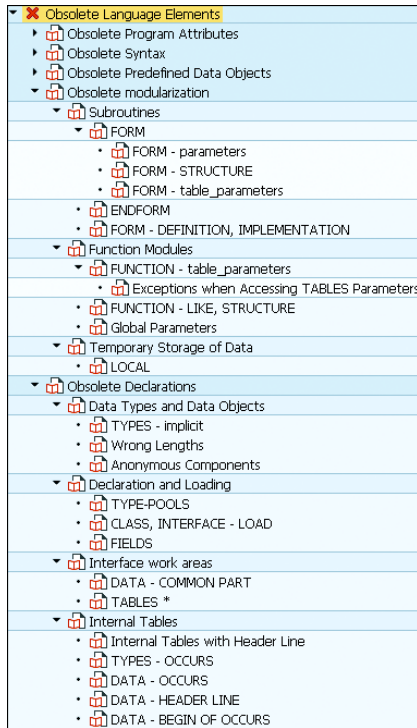 Obsolete Language Elements
Obsolete Program Attributes
Obsolete Syntax
Obsolete Predefined Data Objects
Obsolete modularization
Subroutines
FORM
FORM - parameters
FORM - STRUCTURE
FORM - table_parameters
ENDFORM
FORM - DEFINITION, IMPLEMENTATION
Function Modules
FUNCTION - table_parameters
Exceptions when Accessing TABLES Parameters
FUNCTION - LIKE, STRUCTURE
Global Parameters
Temporary Storage of Data
LOCAL
Obsolete Declarations
Data Types and Data Objects
TYPES - implicit
Wrong Lengths
Anonymous Components
Declaration and Loading
TYPE-POOLS
CLASS, INTERFACE - LOAD
FIELDS
Interface work areas
DATA - COMMON PART
TABLES *
Internal Tables
Internal Tables with Header Line
TYPES - OCCURS
DATA - OCCURS
DATA - HEADER LINE
DATA - BEGIN OF OCCURS